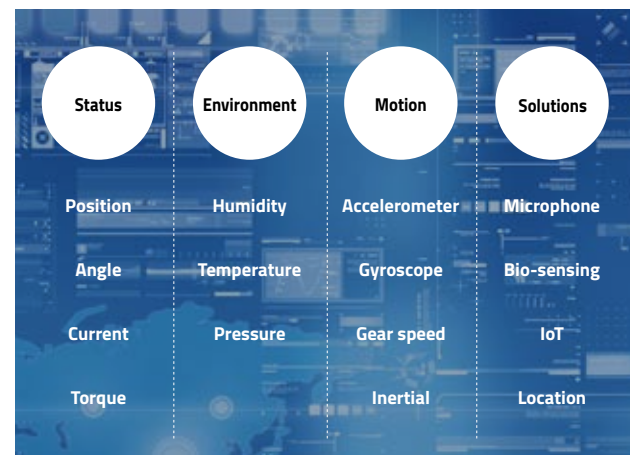 Status Environment Motion Solutions
Position Humidity Accelerometer Microphone
Angle Temperature Gyroscope Bio-sensing
Current Pressure Gear speed IoT
Torque Inertial Location